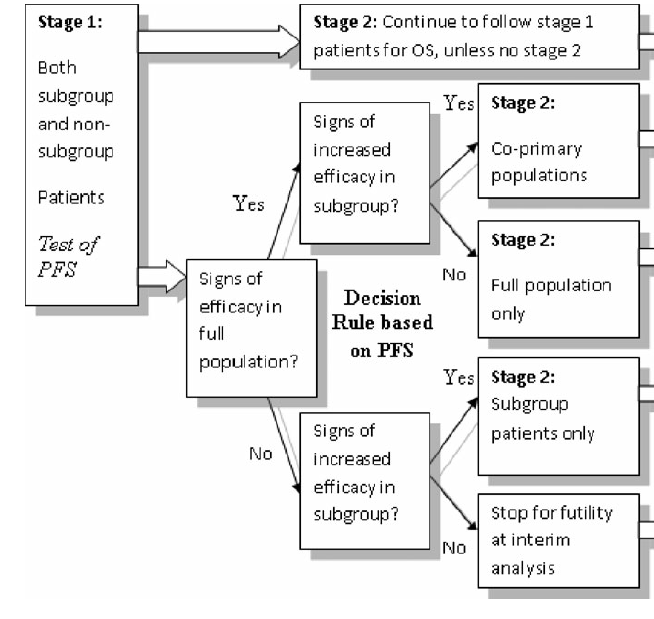 Stage 1:
Both
subgroup
and non-
subgroup
Patients
Test of
PFS
Stage 2: Continue to follow stage 1
patients for OS, unless no stage 2
Signs of
efficacy in
full
population?
Yes
No
Decision
Rule based
on PFS
Signs of
increased
efficacy in
subgroup?
Yes
No
Stage 2:
Co-primary
populations
Stage 2:
Full population
only
Signs of
increased
efficacy in
subgroup?
Yes
No
Stage 2:
Subgroup
patients only
Stop for futility
at interim
analysis